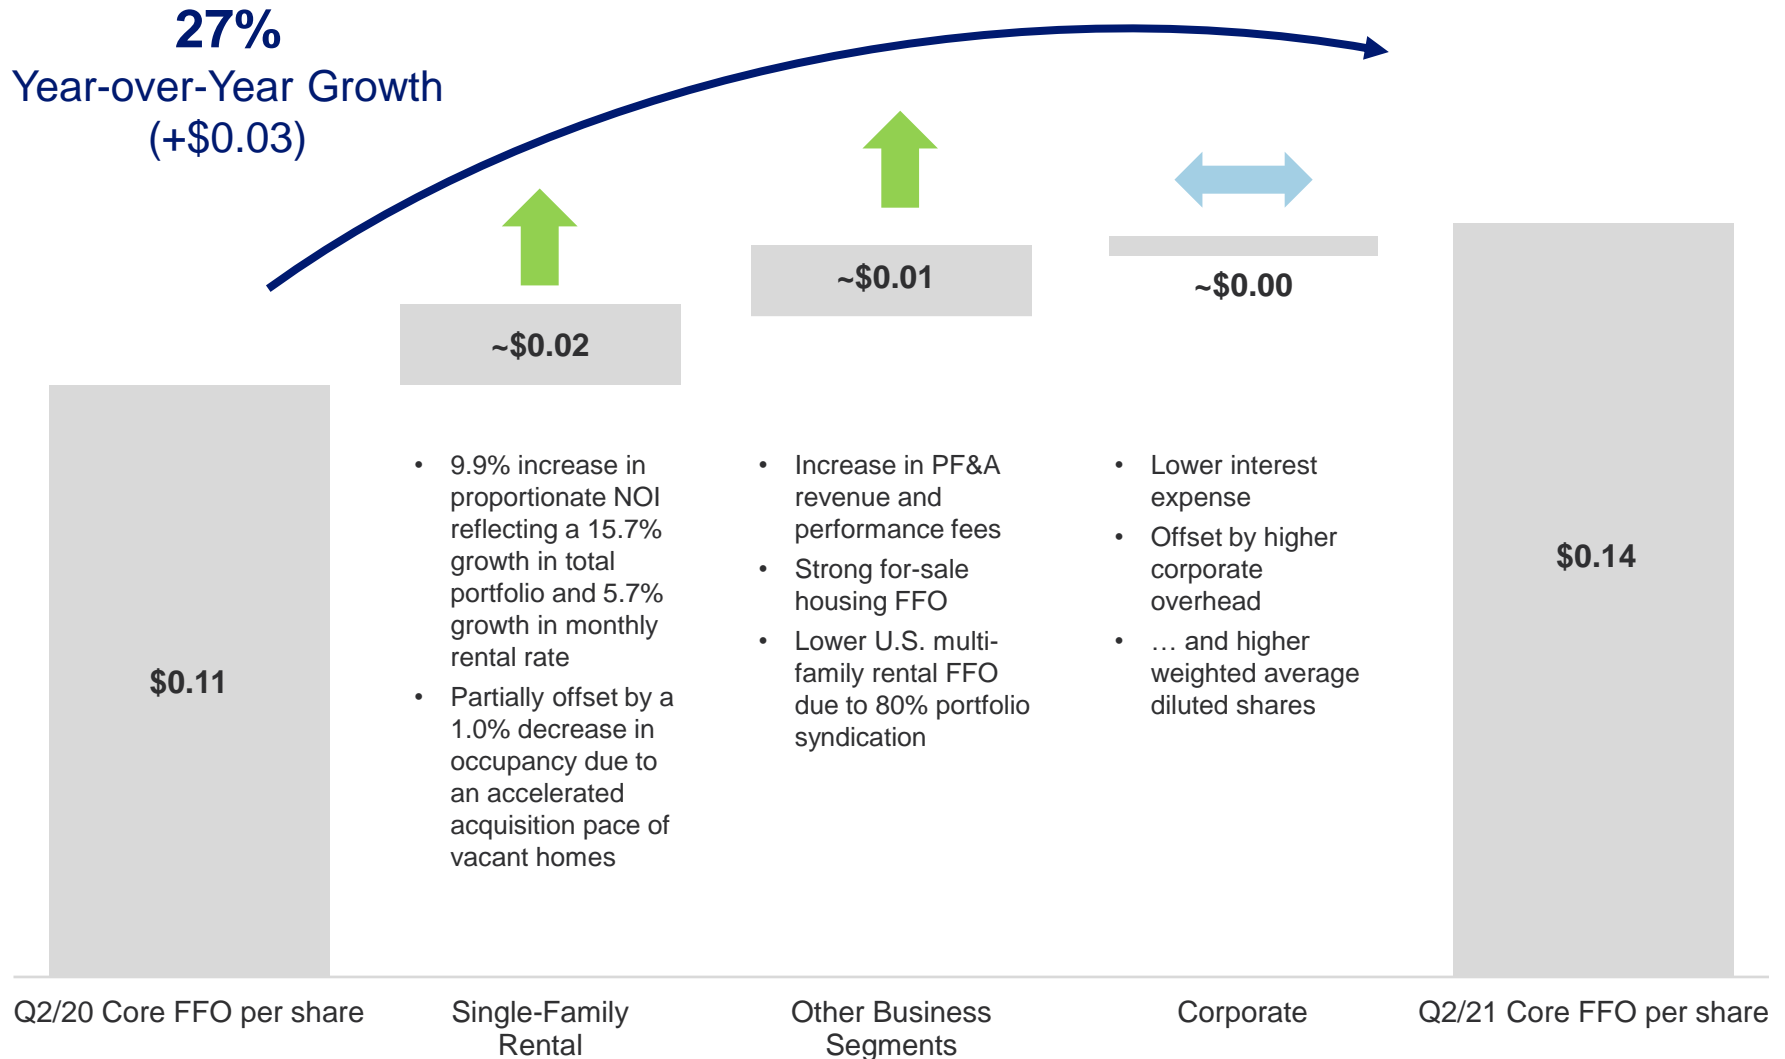 27%
Year-over-Year Growth
(+$0.03)
~$0.02
~$0.01
~$0.00
$0.11
$0.14
• 9.9% increase in
proportionate NOI
reflecting a 15.7%
growth in total
portfolio and 5.7%
growth in monthly
rental rate
• Partially offset by a
1.0% decrease in
occupancy due to
an accelerated
acquisition pace of
vacant homes
• Increase in PF&A
revenue and
performance fees
• Strong for-sale
housing FFO
• Lower U.S. multi-
family rental FFO
due to 80% portfolio
syndication
• Lower interest
expense
• Offset by higher
corporate
overhead
• … and higher
weighted average
diluted shares
Q2/20 Core FFO per share
Single-Family
Rental
Other Business
Segments
Corporate
Q2/21 Core FFO per share